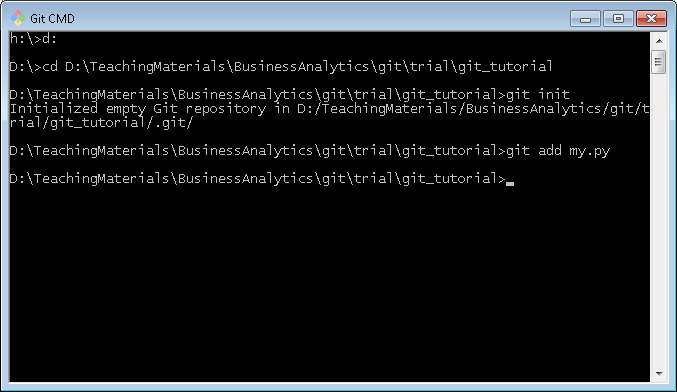 Git CMD
h:\>d:
D:\>cd D:\TeachingMaterials\BusinessAnalytics\git\trial\git_tutorial
D:\TeachingMaterials\BusinessAnalytics\git\trial\git_tutorial>git init
Initialized empty Git repository in D:/TeachingMaterials/BusinessAnalytics/git/t
rial/git_tutorial/.git/
D:\TeachingMaterials\BusinessAnalytics\git\trial\git_tutorial>git add my.py
D:\TeachingMaterials\BusinessAnalytics\git\trial\git_tutorial>